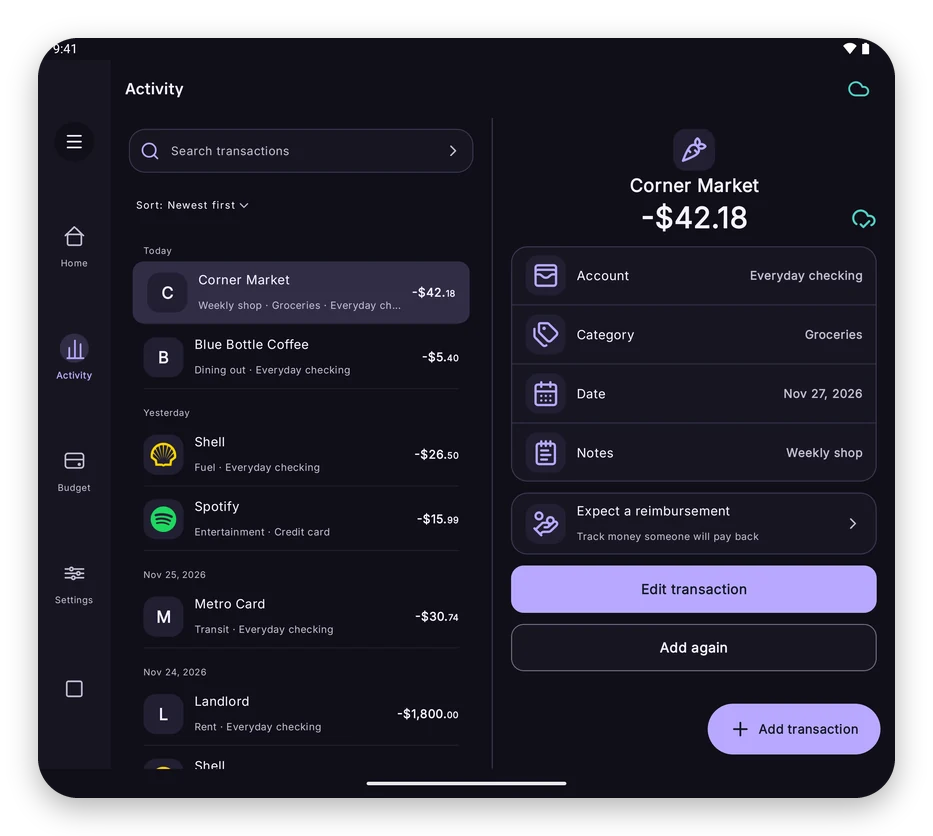 9:41
Activity
Search transactions
Sort: Newest first
Today
C
Corner Market
Weekly shop · Groceries · Everyday ch...
-$42.18
B
Blue Bottle Coffee
Dining out · Everyday checking
-$5.40
Yesterday
Shell
Fuel · Everyday checking
-$26.50
Spotify
Entertainment · Credit card
-$15.99
Nov 25, 2026
M
Metro Card
Transit · Everyday checking
-$30.74
Nov 24, 2026
L
Landlord
Rent · Everyday checking
-$1,800.00
Shell
Home
Activity
Budget
Settings
Corner Market
-$42.18
Account
Everyday checking
Category
Groceries
Date
Nov 27, 2026
Notes
Weekly shop
Expect a reimbursement
Track money someone will pay back
Edit transaction
Add again
Add transaction